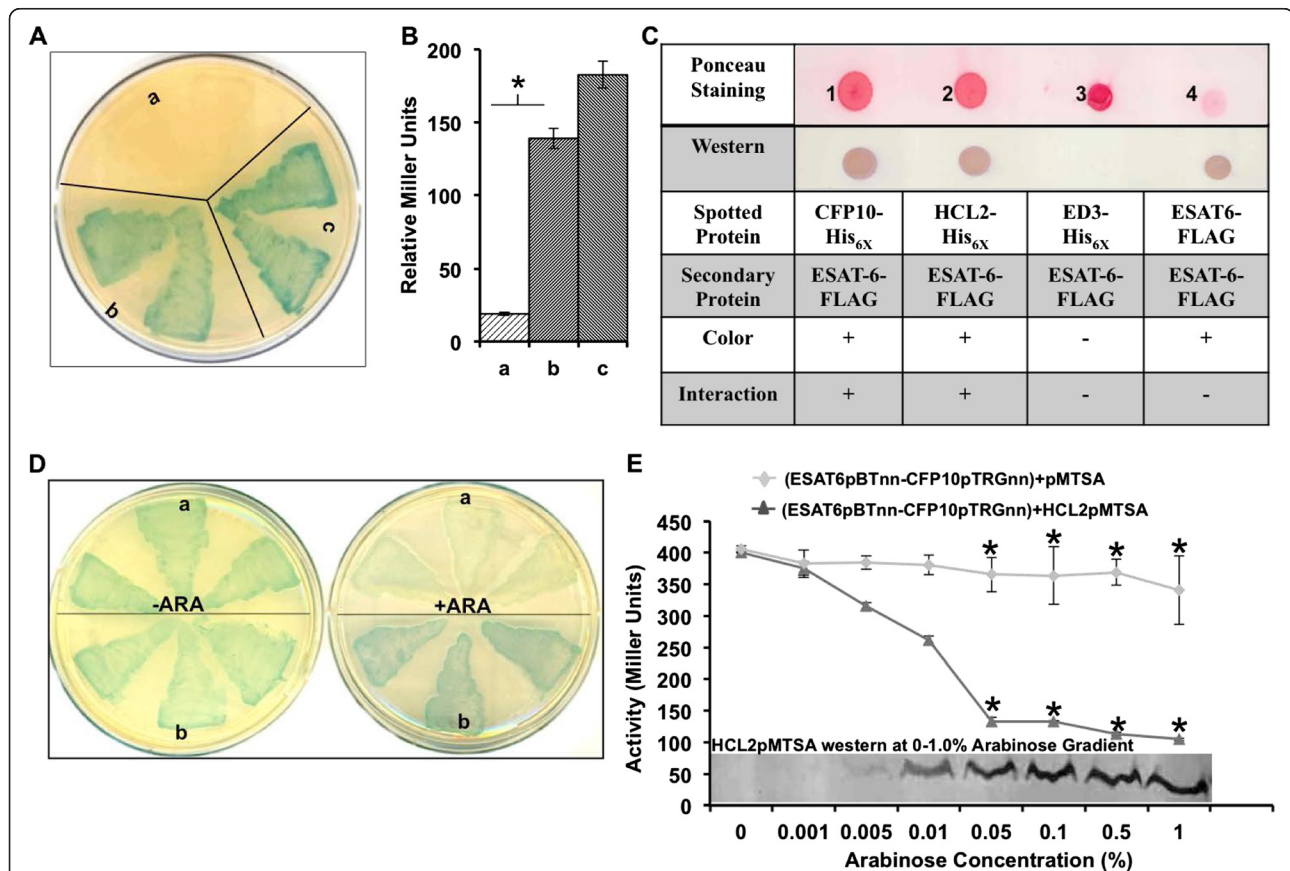 A
a
b
c
B
Relative Miller Units
200
150
100
50
0
*
a b c
C
Ponceau Staining 1 2 3 4
Western
Spotted Protein CFP10-His6X HCL2-His6X ED3-His6X ESAT6-FLAG
Secondary Protein ESAT-6-FLAG ESAT-6-FLAG ESAT-6-FLAG ESAT-6-FLAG
Color + + - +
Interaction + + - -
D
a
-ARA
b
a
+ARA
b
E
(ESAT6pBTnn-CFP10pTRGnn)+pMTSA
(ESAT6pBTnn-CFP10pTRGnn)+HCL2pMTSA
Activity (Miller Units)
450
400
350
300
250
200
150
100
50
0
* * * *
* * * *
HCL2pMTSA western at 0-1.0% Arabinose Gradient
0 0.001 0.005 0.01 0.05 0.1 0.5 1
Arabinose Concentration (%)